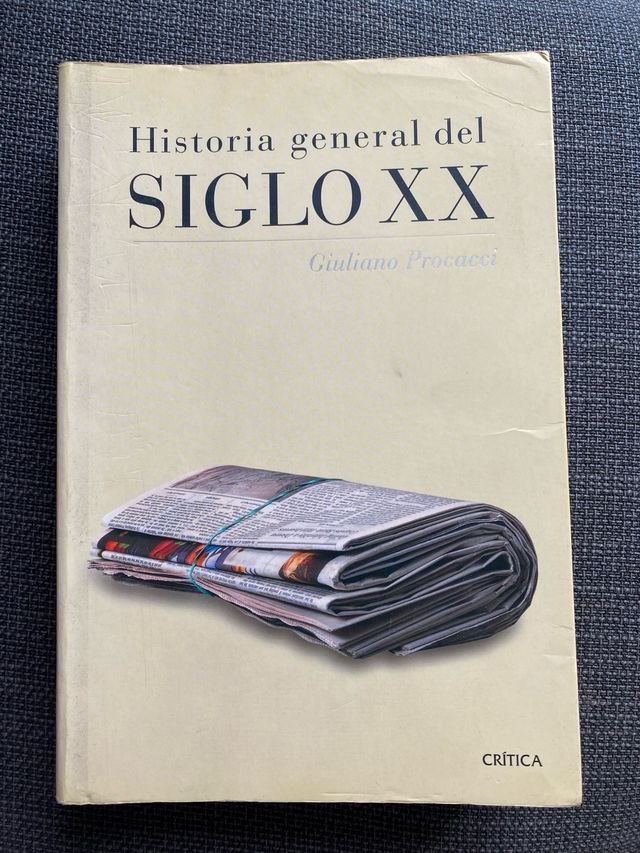 Historia general del
SIGLO XX
Giuliano Procacci
CRÍTICA